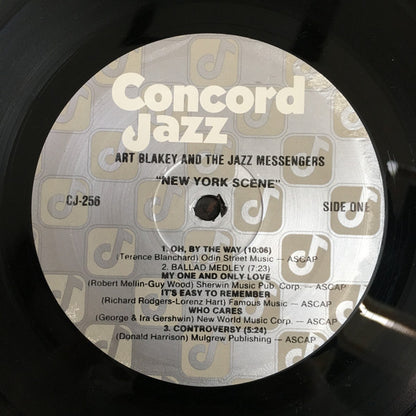 Concord
Jazz
ART BLAKEY AND THE JAZZ MESSENGERS
"NEW YORK SCENE"
CJ-256
SIDE ONE
1. OH, BY THE WAY (10:06)
(Terence Blanchard) Odin Street Music — ASCAP
2. BALLAD MEDLEY (7:23)
MY ONE AND ONLY LOVE
(Robert Mellin-Guy Wood) Sherwin Music Pub. Corp. — ASCAP
IT'S EASY TO REMEMBER
(Richard Rodgers-Lorenz Hart) Famous Music — ASCAP
WHO CARES
(George & Ira Gershwin) New World Music Corp. — ASCAP
3. CONTROVERSY (5:24)
(Donald Harrison) Mulgrew Publishing — ASCAP